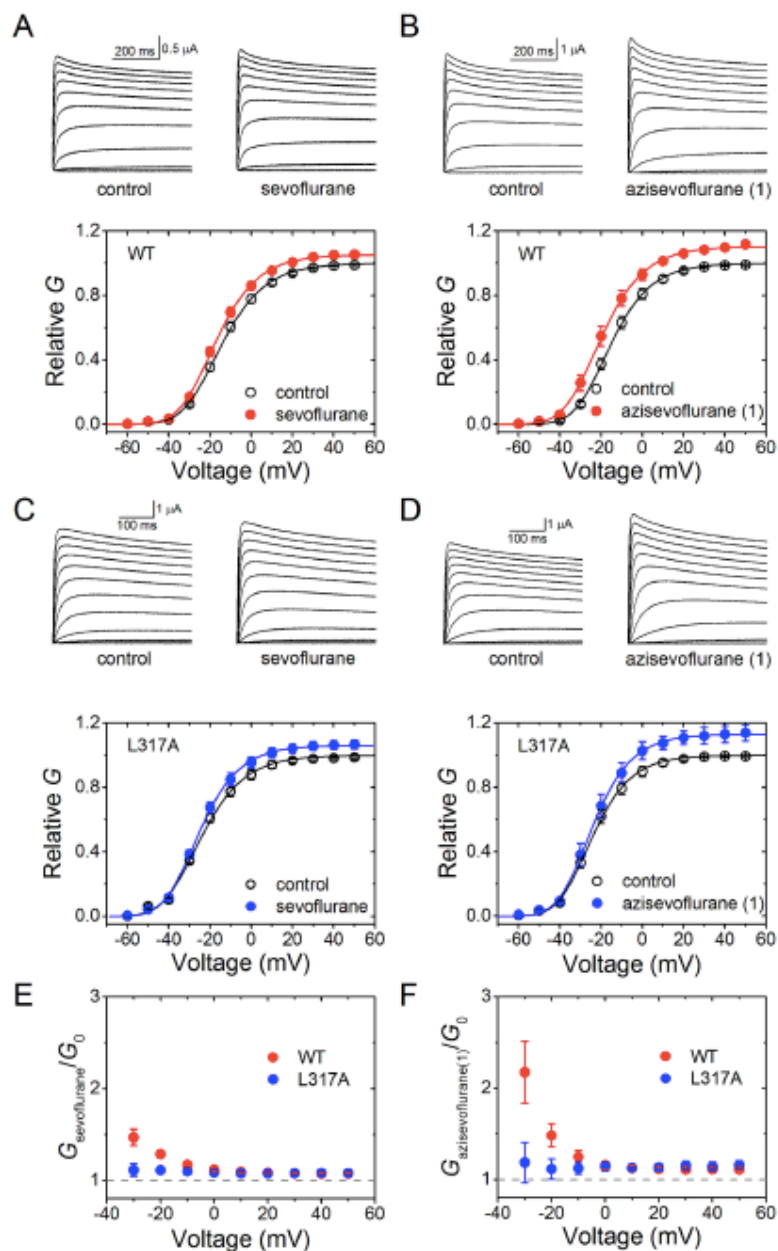 A
B
200 ms 0.5 μA
200 ms 1 μA
control
sevoflurane
control
azisevoflurane (1)
1.2
0.8
0.4
0.0
Relative G
WT
control
sevoflurane
-60 -40 -20 0 20 40 60
Voltage (mV)
1.2
0.8
0.4
0.0
Relative G
WT
control
azisevoflurane (1)
-60 -40 -20 0 20 40 60
Voltage (mV)
C
D
1 μA
100 ms
1 μA
100 ms
control
sevoflurane
control
azisevoflurane (1)
1.2
0.8
0.4
0.0
Relative G
L317A
control
sevoflurane
-60 -40 -20 0 20 40 60
Voltage (mV)
1.2
0.8
0.4
0.0
Relative G
L317A
control
azisevoflurane (1)
-60 -40 -20 0 20 40 60
Voltage (mV)
E
3
2
1
Gsevoflurane/G0
WT
L317A
-40 -20 0 20 40 60
Voltage (mV)
F
3
2
1
Gazisevoflurane(1)/G0
WT
L317A
-40 -20 0 20 40 60
Voltage (mV)